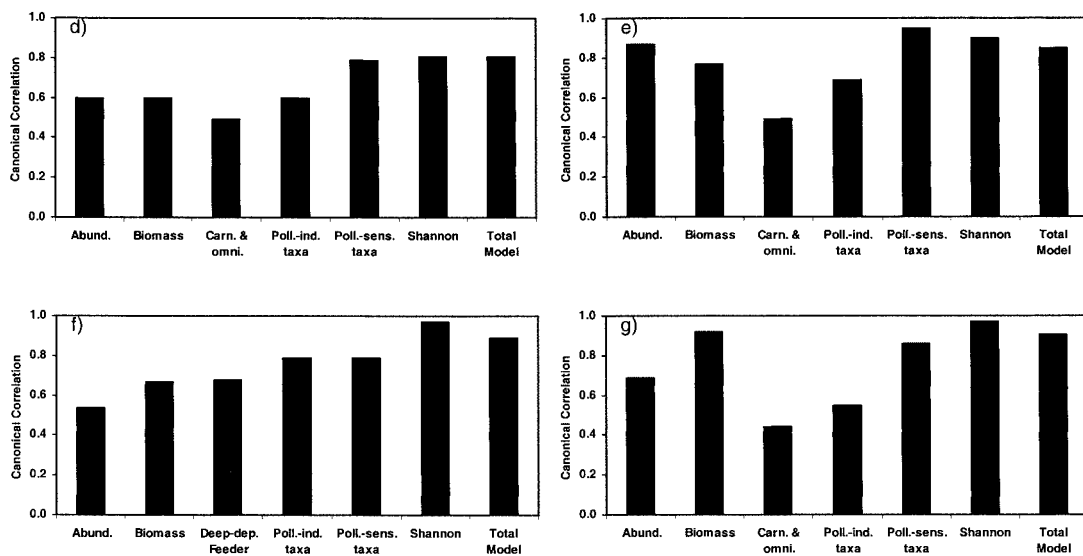 d)
Canonical Correlation
1.0
0.8
0.6
0.4
0.2
0.0
Abund. Biomass Carn. & omni. Poll.-ind. taxa Poll.-sens. taxa Shannon Total Model
e)
Canonical Correlation
1.0
0.8
0.6
0.4
0.2
0.0
Abund. Biomass Carn. & omni. Poll.-ind. taxa Poll.-sens. taxa Shannon Total Model
f)
Canonical Correlation
1.0
0.8
0.6
0.4
0.2
0.0
Abund. Biomass Deep-dep. Feeder Poll.-ind. taxa Poll.-sens. taxa Shannon Total Model
g)
Canonical Correlation
1.0
0.8
0.6
0.4
0.2
0.0
Abund. Biomass Carn. & omni. Poll.-ind. taxa Poll.-sens. taxa Shannon Total Model